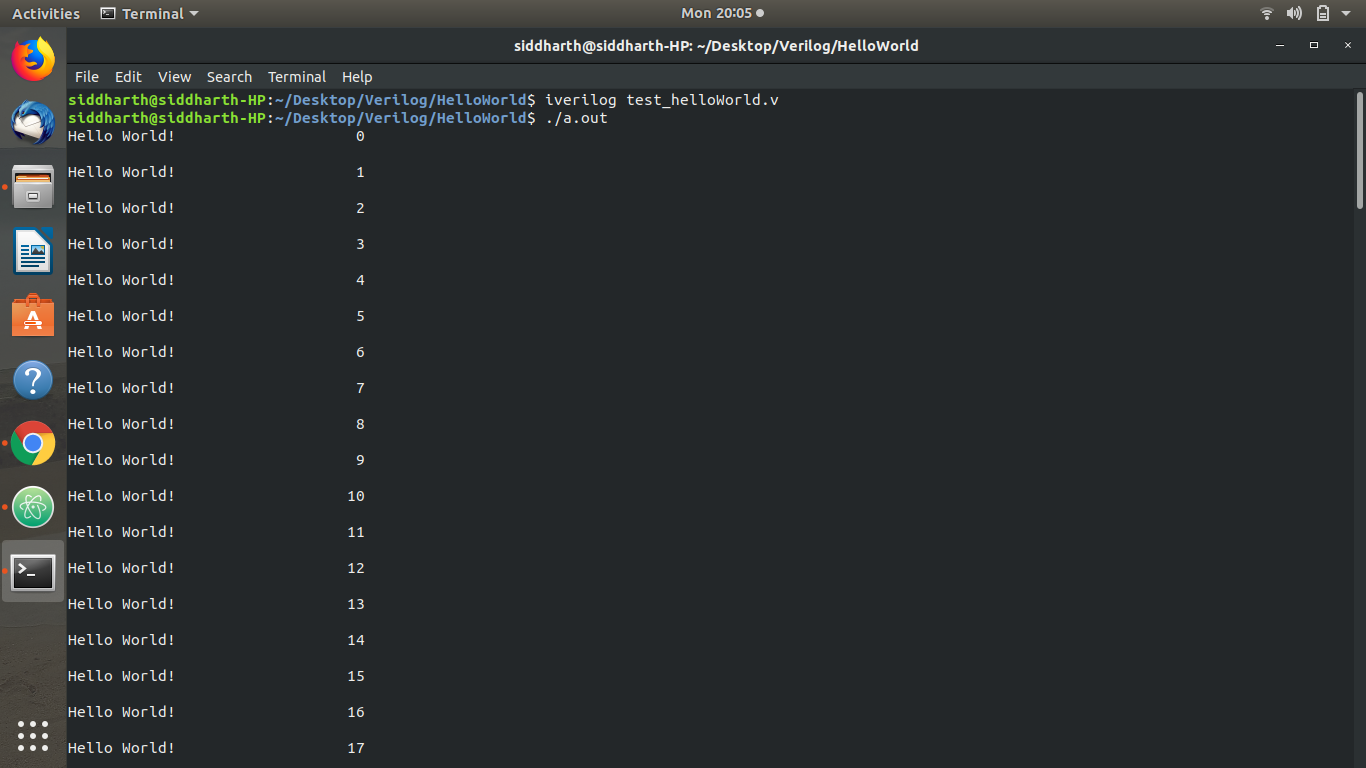 Activities Terminal Mon 20:05
siddharth@siddharth-HP: ~/Desktop/Verilog/HelloWorld
File Edit View Search Terminal Help
siddharth@siddharth-HP:~/Desktop/Verilog/HelloWorld$ iverilog test_helloWorld.v
siddharth@siddharth-HP:~/Desktop/Verilog/HelloWorld$ ./a.out
Hello World! 0
Hello World! 1
Hello World! 2
Hello World! 3
Hello World! 4
Hello World! 5
Hello World! 6
Hello World! 7
Hello World! 8
Hello World! 9
Hello World! 10
Hello World! 11
Hello World! 12
Hello World! 13
Hello World! 14
Hello World! 15
Hello World! 16
Hello World! 17